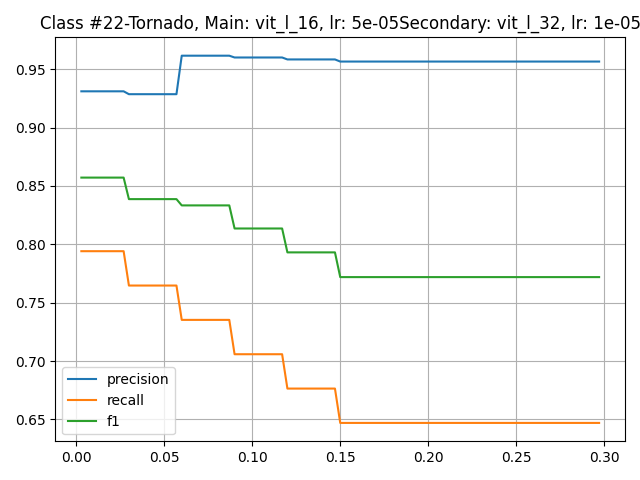 Class #22-Tornado, Main: vit_l_16, lr: 5e-05Secondary: vit_l_32, lr: 1e-05
0.95
0.90
0.85
0.80
0.75
0.70
0.65
precision
recall
f1
0.00 0.05 0.10 0.15 0.20 0.25 0.30